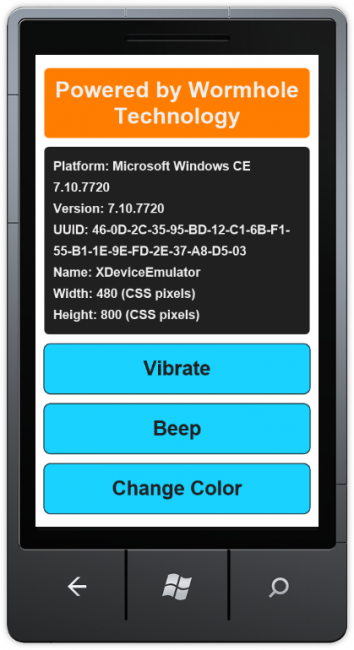 Powered by Wormhole
Technology
Platform: Microsoft Windows CE
7.10.7720
Version: 7.10.7720
UUID: 46-0D-2C-35-95-BD-12-C1-6B-F1-
55-B1-1E-9E-FD-2E-37-A8-D5-03
Name: XDeviceEmulator
Width: 480 (CSS pixels)
Height: 800 (CSS pixels)
Vibrate
Beep
Change Color